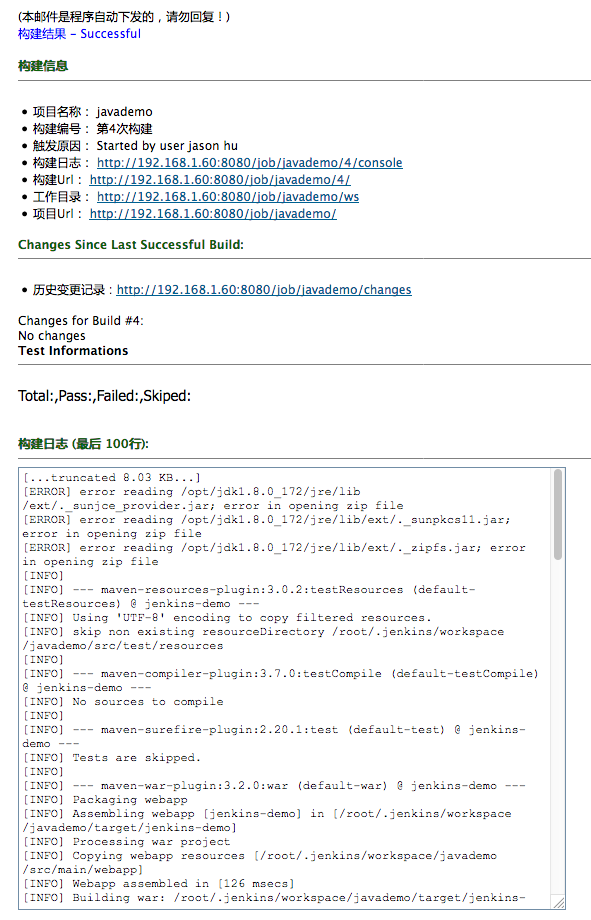 (本邮件是程序自动下发的，请勿回复！)
构建结果 - Successful
构建信息
• 项目名称： javademo
• 构建编号： 第4次构建
• 触发原因： Started by user jason hu
• 构建日志： http://192.168.1.60:8080/job/javademo/4/console
• 构建Url： http://192.168.1.60:8080/job/javademo/4/
• 工作目录： http://192.168.1.60:8080/job/javademo/ws
• 项目Url： http://192.168.1.60:8080/job/javademo/
Changes Since Last Successful Build:
• 历史变更记录 : http://192.168.1.60:8080/job/javademo/changes
Changes for Build #4:
No changes
Test Informations
Total:,Pass:,Failed:,Skiped:
构建日志 (最后 100行):
[...truncated 8.03 KB...]
[ERROR] error reading /opt/jdk1.8.0_172/jre/lib
/ext/._sunjce_provider.jar; error in opening zip file
[ERROR] error reading /opt/jdk1.8.0_172/jre/lib/ext/._sunpkcs11.jar;
error in opening zip file
[ERROR] error reading /opt/jdk1.8.0_172/jre/lib/ext/._zipfs.jar; error
in opening zip file
[INFO]
[INFO] --- maven-resources-plugin:3.0.2:testResources (default-
testResources) @ jenkins-demo ---
[INFO] Using 'UTF-8' encoding to copy filtered resources.
[INFO] skip non existing resourceDirectory /root/.jenkins/workspace
/javademo/src/test/resources
[INFO]
[INFO] --- maven-compiler-plugin:3.7.0:testCompile (default-testCompile)
@ jenkins-demo ---
[INFO] No sources to compile
[INFO]
[INFO] --- maven-surefire-plugin:2.20.1:test (default-test) @ jenkins-
demo ---
[INFO] Tests are skipped.
[INFO]
[INFO] --- maven-war-plugin:3.2.0:war (default-war) @ jenkins-demo ---
[INFO] Packaging webapp
[INFO] Assembling webapp [jenkins-demo] in [/root/.jenkins/workspace
/javademo/target/jenkins-demo]
[INFO] Processing war project
[INFO] Copying webapp resources [/root/.jenkins/workspace/javademo
/src/main/webapp]
[INFO] Webapp assembled in [126 msecs]
[INFO] Building war: /root/.jenkins/workspace/javademo/target/jenkins-